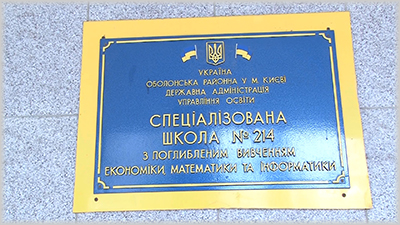 УКРАЇНА
ОБОЛОНСЬКА РАЙОННА У М. КИЄВІ
ДЕРЖАВНА АДМІНІСТРАЦІЯ
УПРАВЛІННЯ ОСВІТИ
СПЕЦІАЛІЗОВАНА
ШКОЛА № 214
З ПОГЛИБЛЕНИМ ВИВЧЕННЯМ
ЕКОНОМІКИ, МАТЕМАТИКИ ТА ІНФОРМАТИКИ